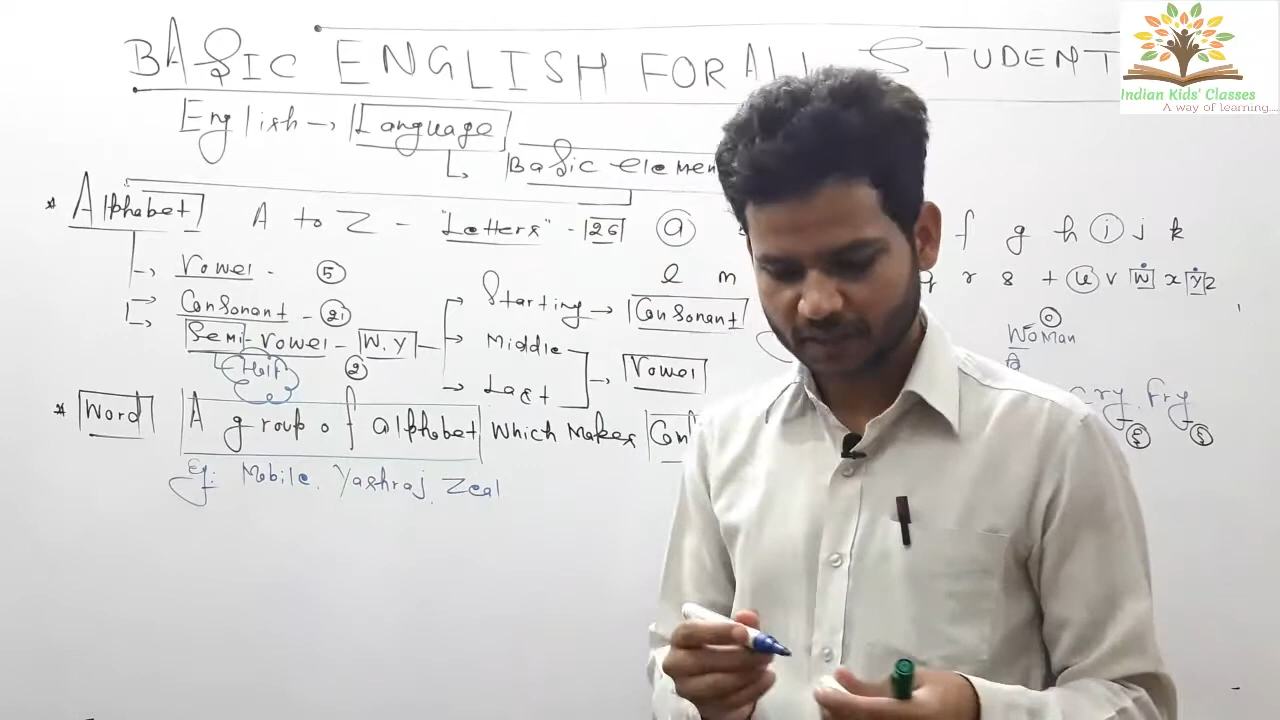 BASIC ENGLISH FOR ALL STUDENT
Indian Kids' Classes
A way of learning....
English → Language
Basic elemen
* Alphabet A to Z - "Letters" - 26 a f g h i j k
l m r s t u v w x y z
→ Vowel - 5
→ Consonant - 21
Semi-vowel - W.Y
Half 2
Starting → Consonant
Middle
Last
→ Vowel
Woman
cry, fry
* Word A group of alphabet which makes
Eg: Mobile, Yashraj, Zeal